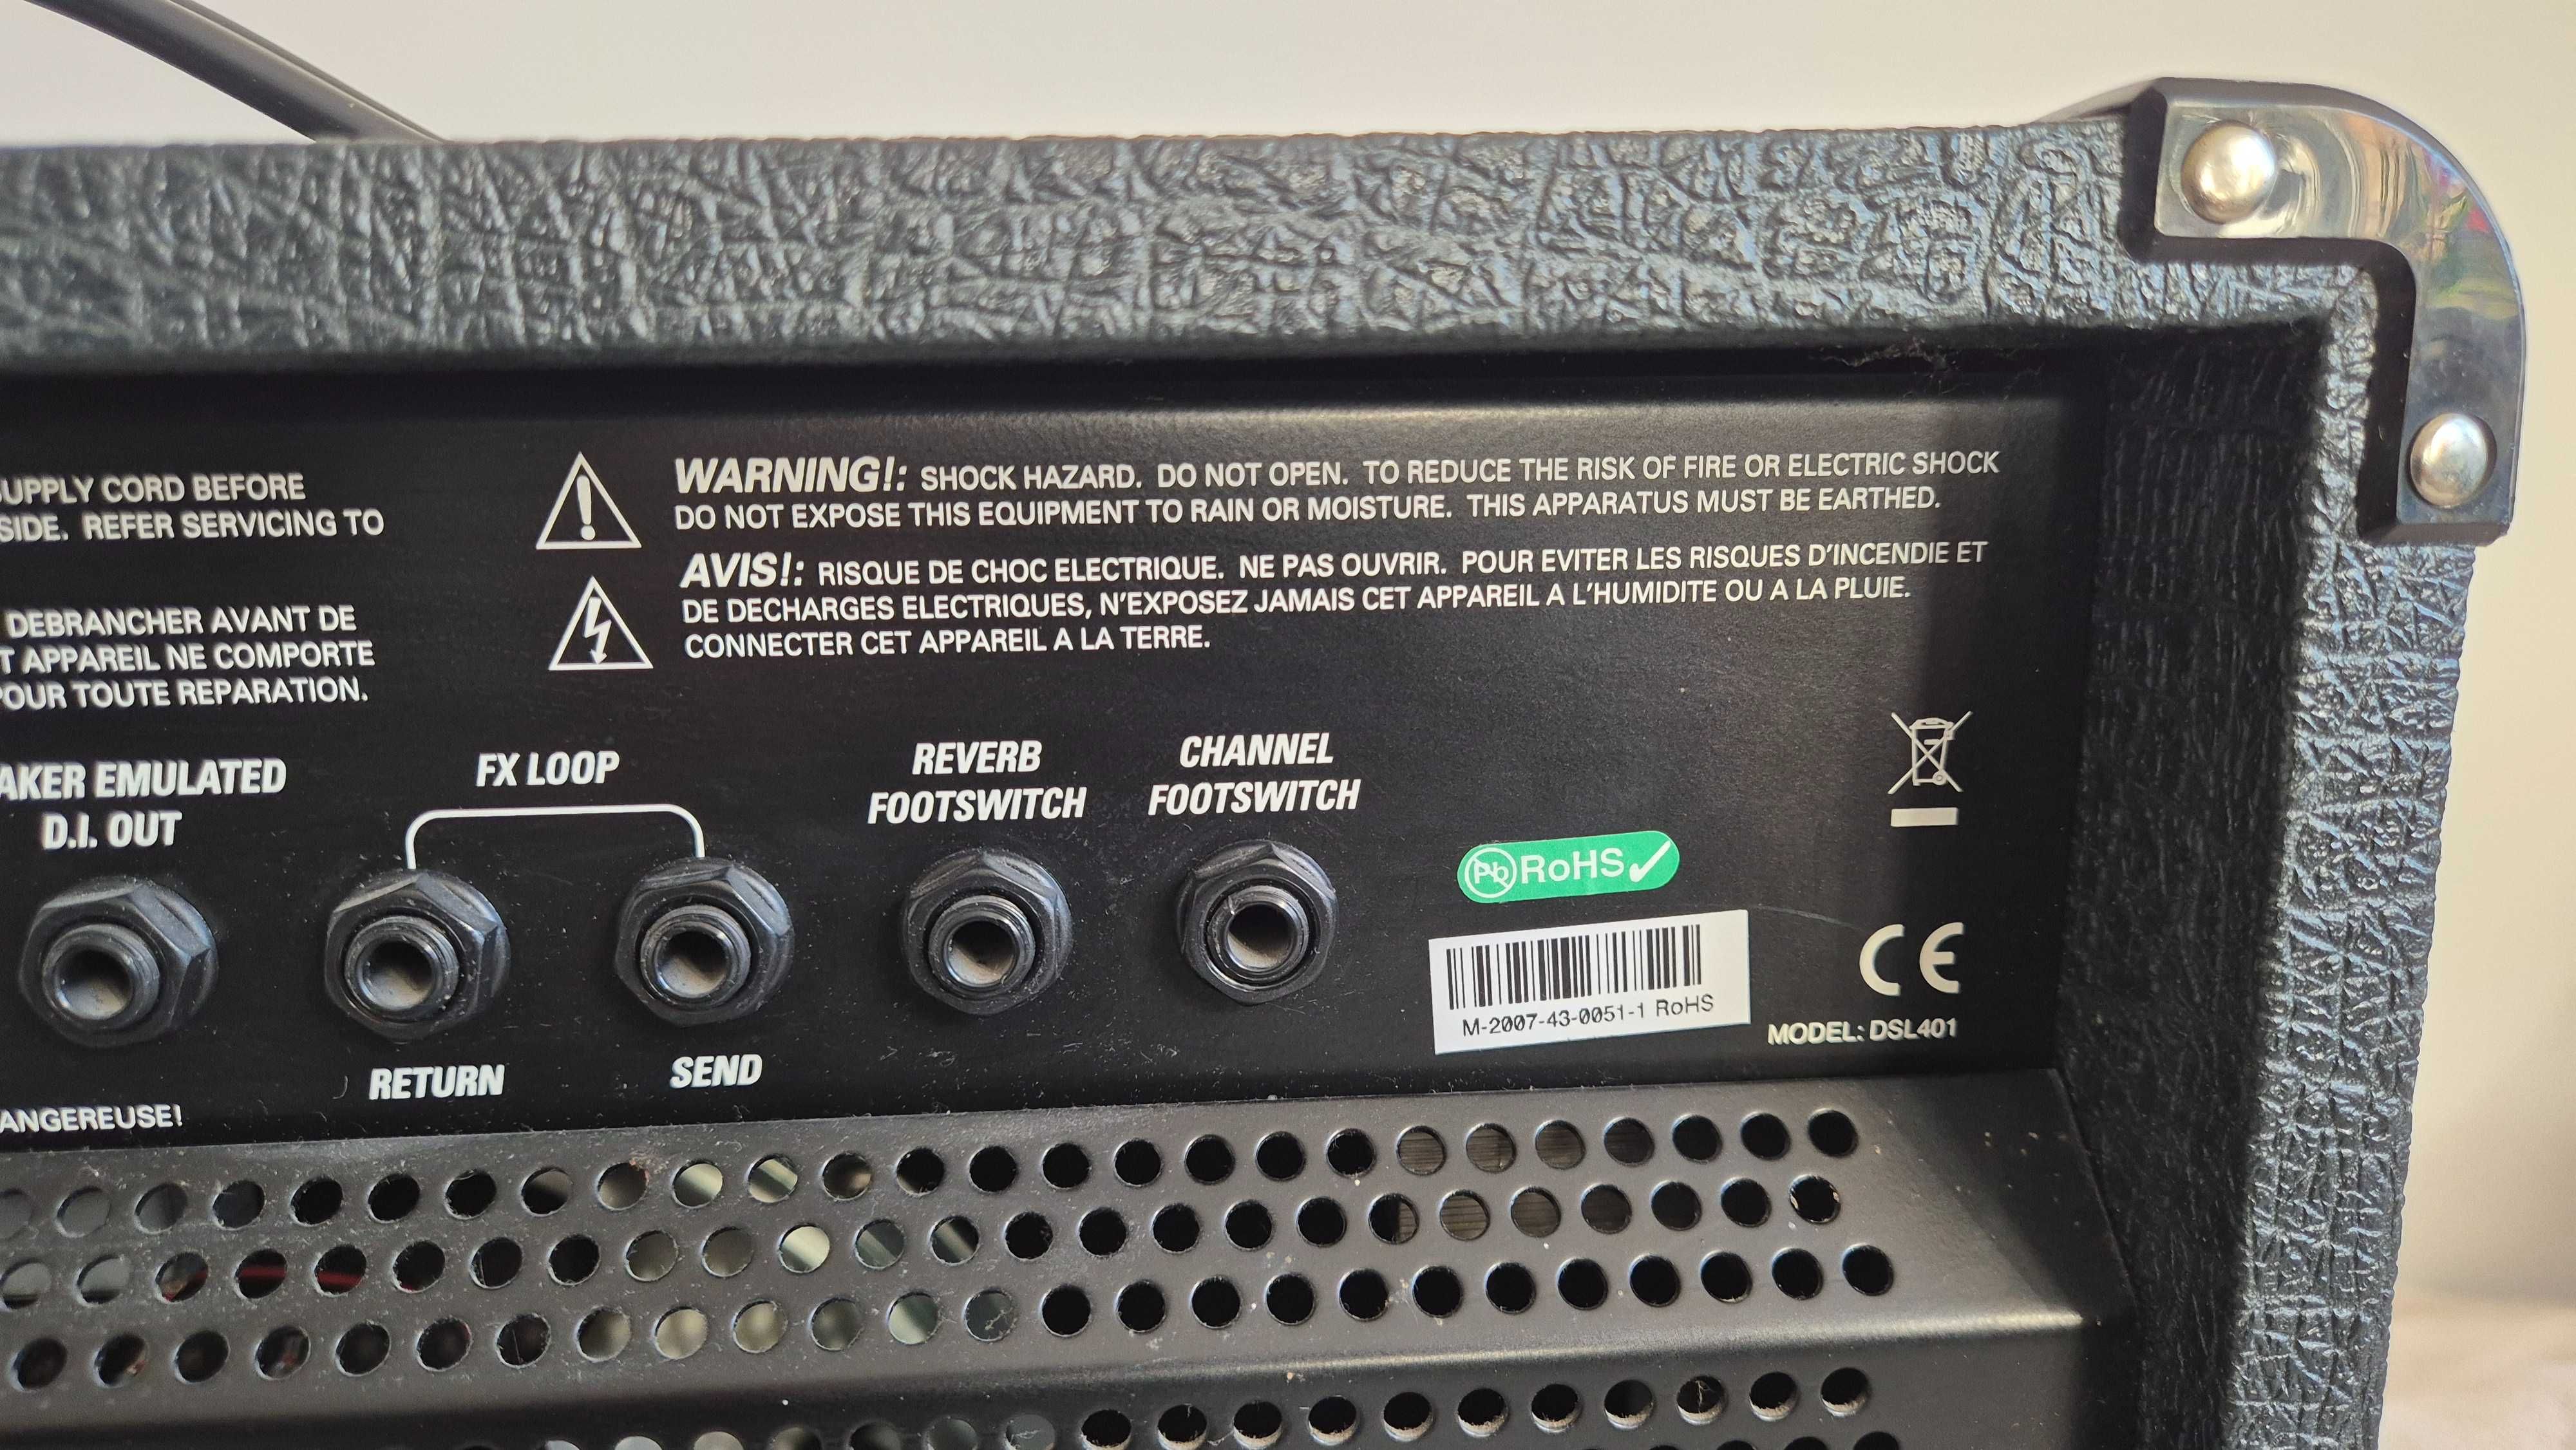 SUPPLY CORD BEFORE
SIDE. REFER SERVICING TO
DEBRANCHER AVANT DE
T APPAREIL NE COMPORTE
POUR TOUTE REPARATION.
WARNING!: SHOCK HAZARD. DO NOT OPEN. TO REDUCE THE RISK OF FIRE OR ELECTRIC SHOCK
DO NOT EXPOSE THIS EQUIPMENT TO RAIN OR MOISTURE. THIS APPARATUS MUST BE EARTHED.
AVIS!: RISQUE DE CHOC ELECTRIQUE. NE PAS OUVRIR. POUR EVITER LES RISQUES D'INCENDIE ET
DE DECHARGES ELECTRIQUES, N'EXPOSEZ JAMAIS CET APPAREIL A L'HUMIDITE OU A LA PLUIE.
CONNECTER CET APPAREIL A LA TERRE.
AKER EMULATED
D.I. OUT
FX LOOP
RETURN
SEND
REVERB
FOOTSWITCH
CHANNEL
FOOTSWITCH
Pb RoHS
M-2007-43-0051-1 RoHS
CE
MODEL: DSL401
ANGEREUSE!